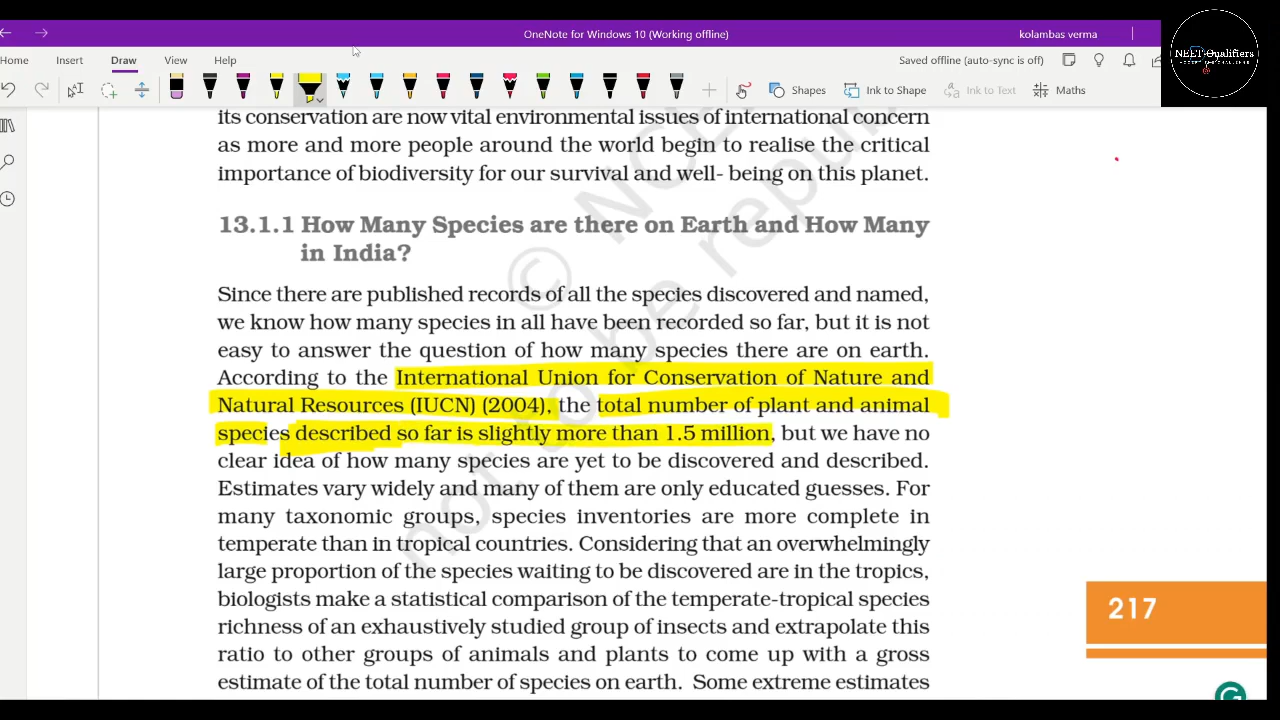 OneNote for Windows 10 (Working offline)
kolambas verma
NEET Qualifiers
Home Insert Draw View Help
Saved offline (auto-sync is off)
Shapes Ink to Shape Ink to Text Maths
its conservation are now vital environmental issues of international concern
as more and more people around the world begin to realise the critical
importance of biodiversity for our survival and well- being on this planet.
13.1.1 How Many Species are there on Earth and How Many
in India?
Since there are published records of all the species discovered and named,
we know how many species in all have been recorded so far, but it is not
easy to answer the question of how many species there are on earth.
According to the International Union for Conservation of Nature and
Natural Resources (IUCN) (2004), the total number of plant and animal
species described so far is slightly more than 1.5 million, but we have no
clear idea of how many species are yet to be discovered and described.
Estimates vary widely and many of them are only educated guesses. For
many taxonomic groups, species inventories are more complete in
temperate than in tropical countries. Considering that an overwhelmingly
large proportion of the species waiting to be discovered are in the tropics,
biologists make a statistical comparison of the temperate-tropical species
richness of an exhaustively studied group of insects and extrapolate this
ratio to other groups of animals and plants to come up with a gross
estimate of the total number of species on earth. Some extreme estimates
217
not to be republ
© NCE